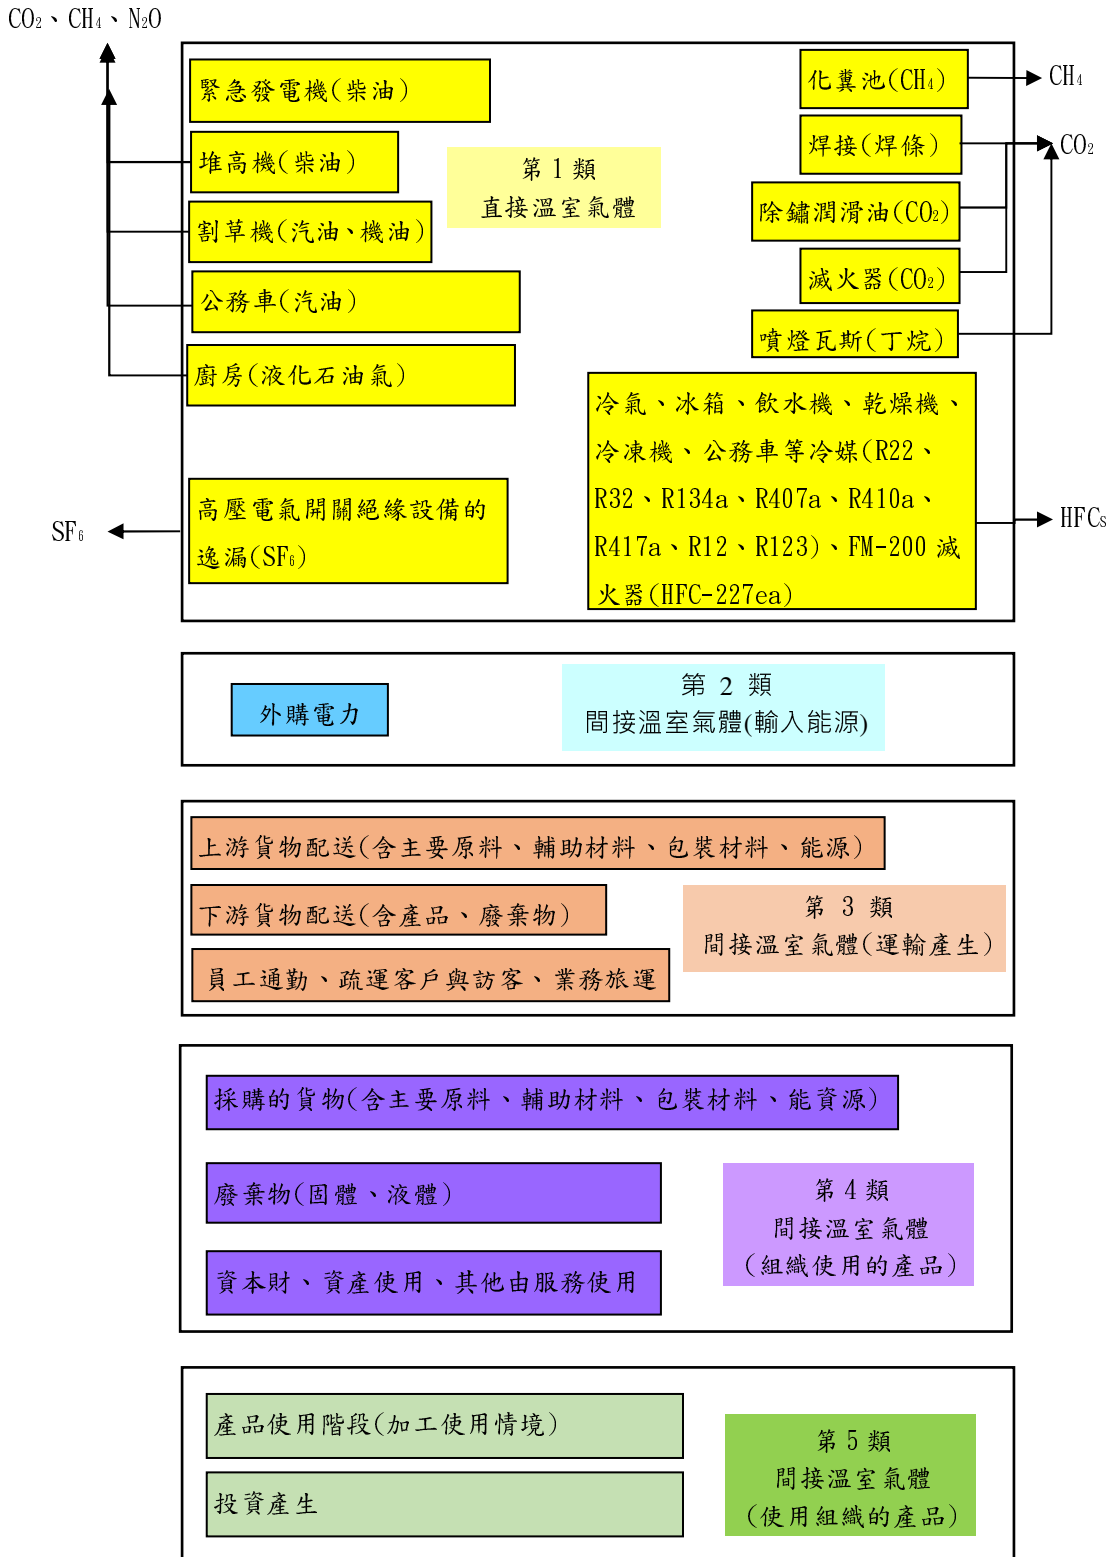 CO₂、CH₄、N₂O
緊急發電機(柴油)
堆高機(柴油)
割草機(汽油、機油)
公務車(汽油)
廚房(液化石油氣)
高壓電氣開關絕緣設備的
逸漏(SF₆)
SF₆
第 1 類
直接溫室氣體
化糞池(CH₄)
CH₄
焊接(焊條)
CO₂
除鏽潤滑油(CO₂)
滅火器(CO₂)
噴燈瓦斯(丁烷)
冷氣、冰箱、飲水機、乾燥機、
冷凍機、公務車等冷媒(R22、
R32、R134a、R407a、R410a、
R417a、R12、R123)、FM-200 滅
火器(HFC-227ea)
HFCs
外購電力
第 2 類
間接溫室氣體(輸入能源)
上游貨物配送(含主要原料、輔助材料、包裝材料、能源)
下游貨物配送(含產品、廢棄物)
員工通勤、疏運客戶與訪客、業務旅運
第 3 類
間接溫室氣體(運輸產生)
採購的貨物(含主要原料、輔助材料、包裝材料、能資源)
廢棄物(固體、液體)
資本財、資產使用、其他由服務使用
第 4 類
間接溫室氣體
(組織使用的產品)
產品使用階段(加工使用情境)
投資產生
第 5 類
間接溫室氣體
(使用組織的產品)